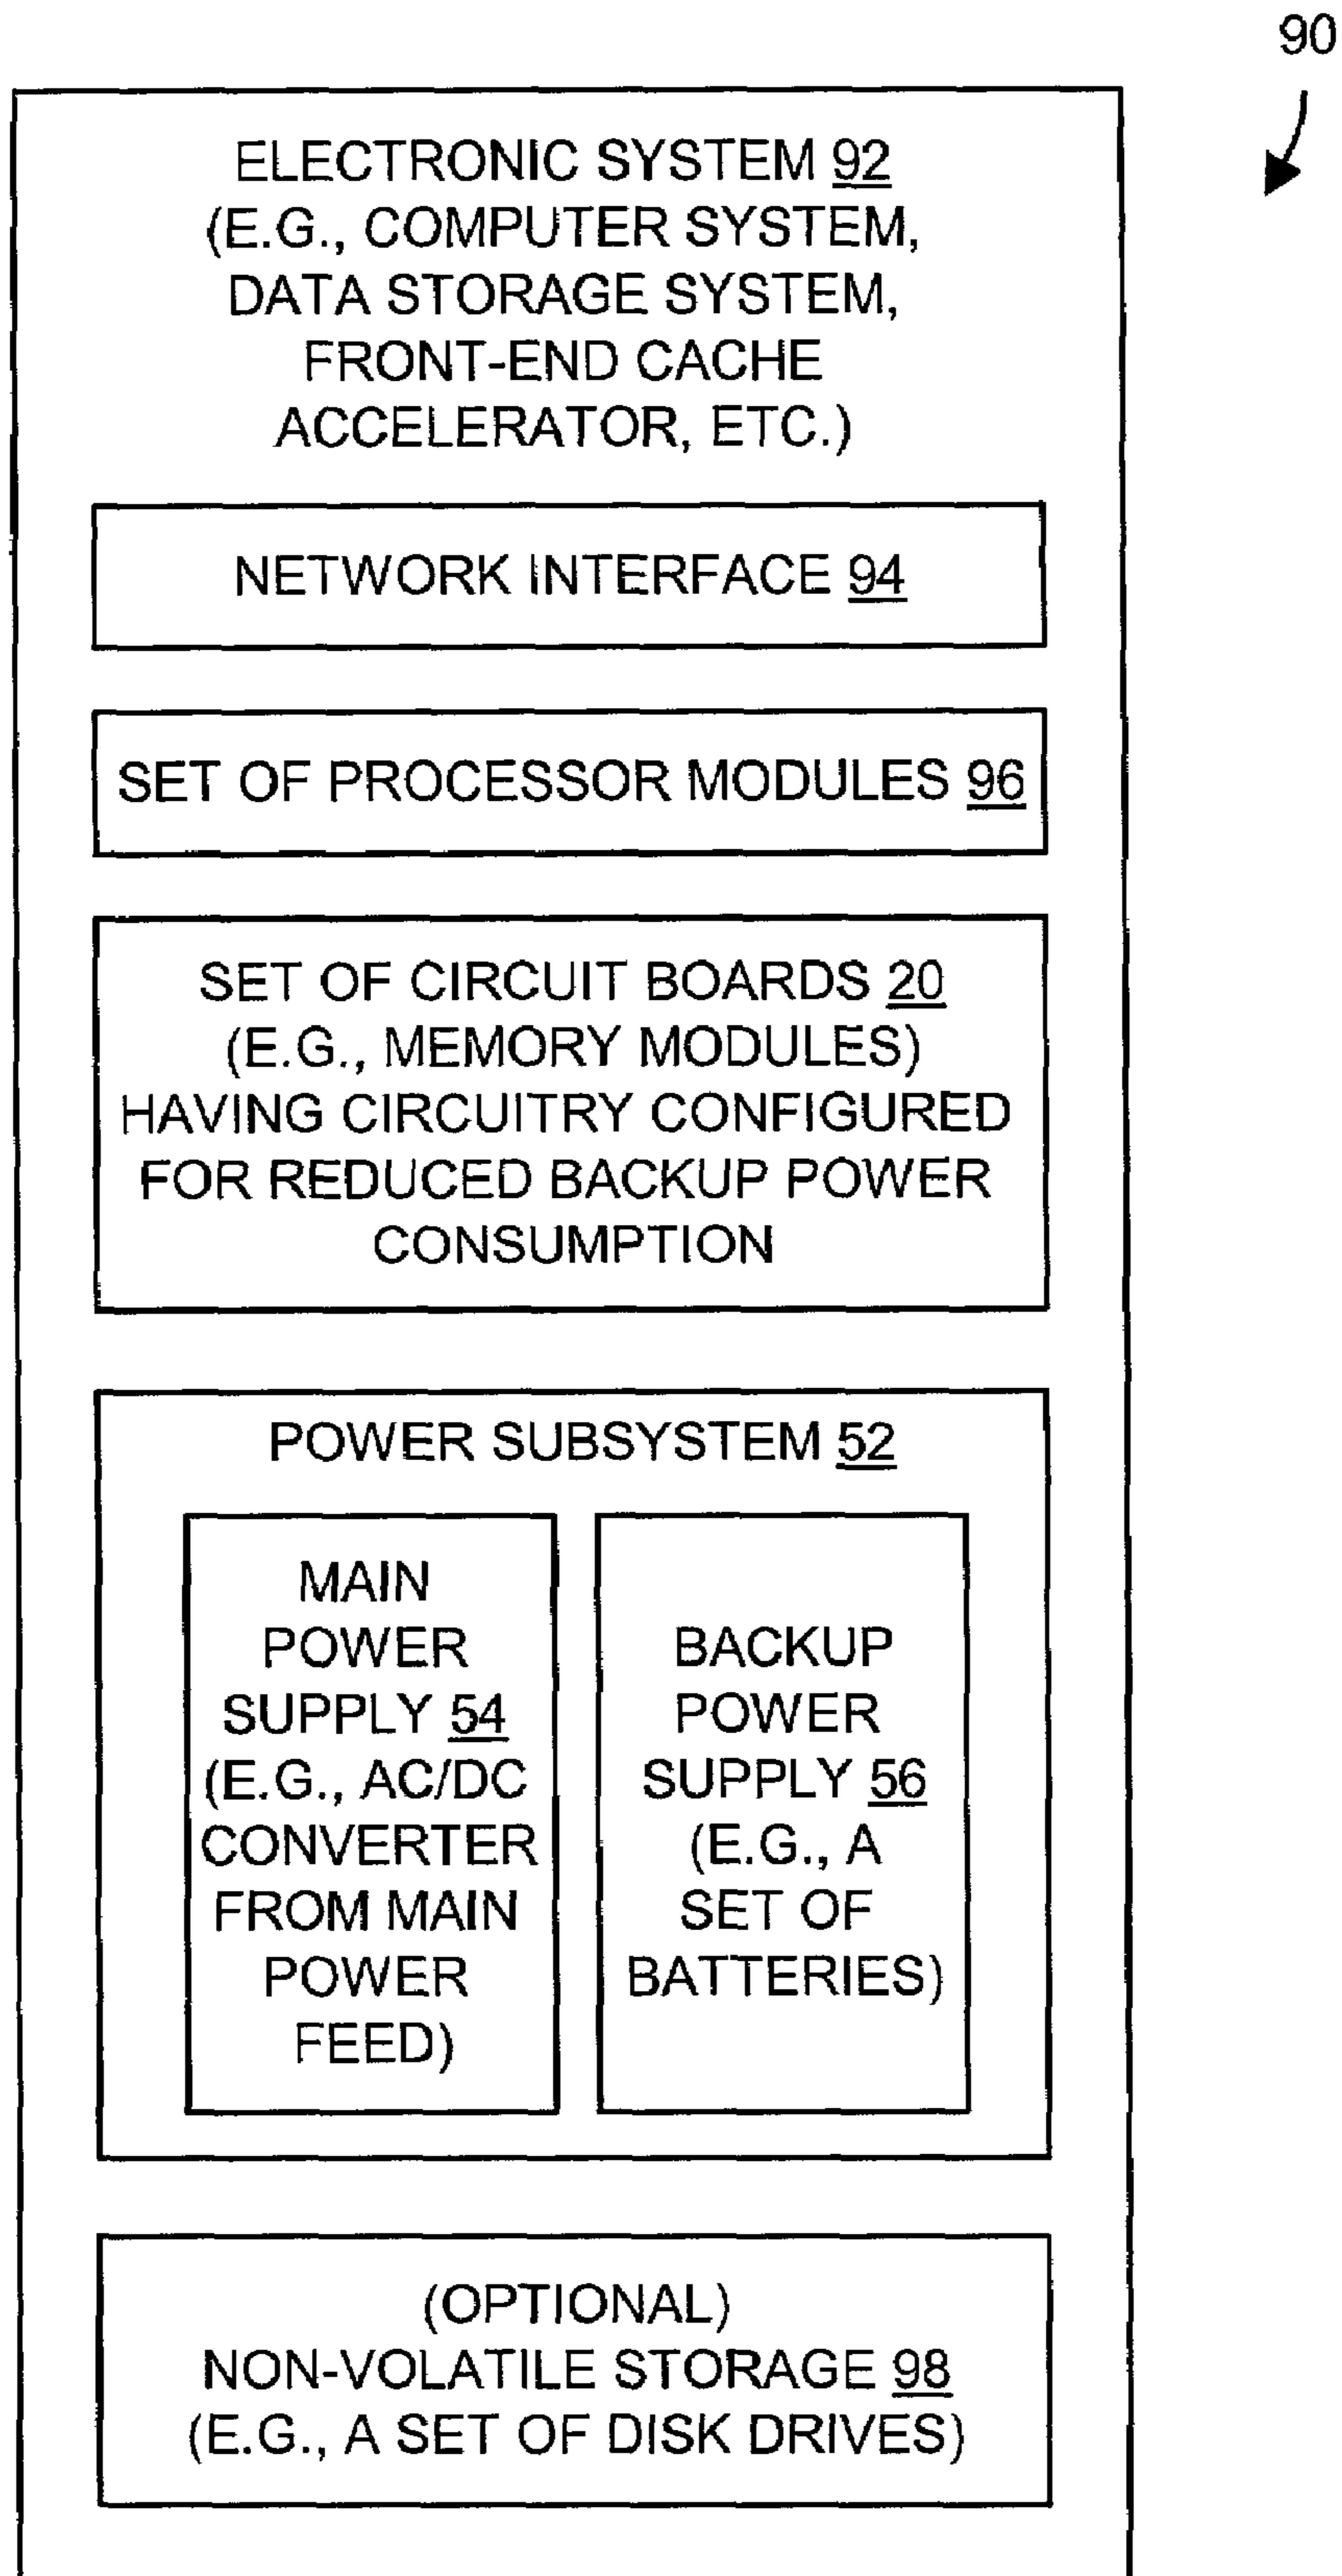 90
ELECTRONIC SYSTEM 92
(E.G., COMPUTER SYSTEM,
DATA STORAGE SYSTEM,
FRONT-END CACHE
ACCELERATOR, ETC.)
NETWORK INTERFACE 94
SET OF PROCESSOR MODULES 96
SET OF CIRCUIT BOARDS 20
(E.G., MEMORY MODULES)
HAVING CIRCUITRY CONFIGURED
FOR REDUCED BACKUP POWER
CONSUMPTION
POWER SUBSYSTEM 52
MAIN
POWER
SUPPLY 54
(E.G., AC/DC
CONVERTER
FROM MAIN
POWER
FEED)
BACKUP
POWER
SUPPLY 56
(E.G., A
SET OF
BATTERIES)
(OPTIONAL)
NON-VOLATILE STORAGE 98
(E.G., A SET OF DISK DRIVES)